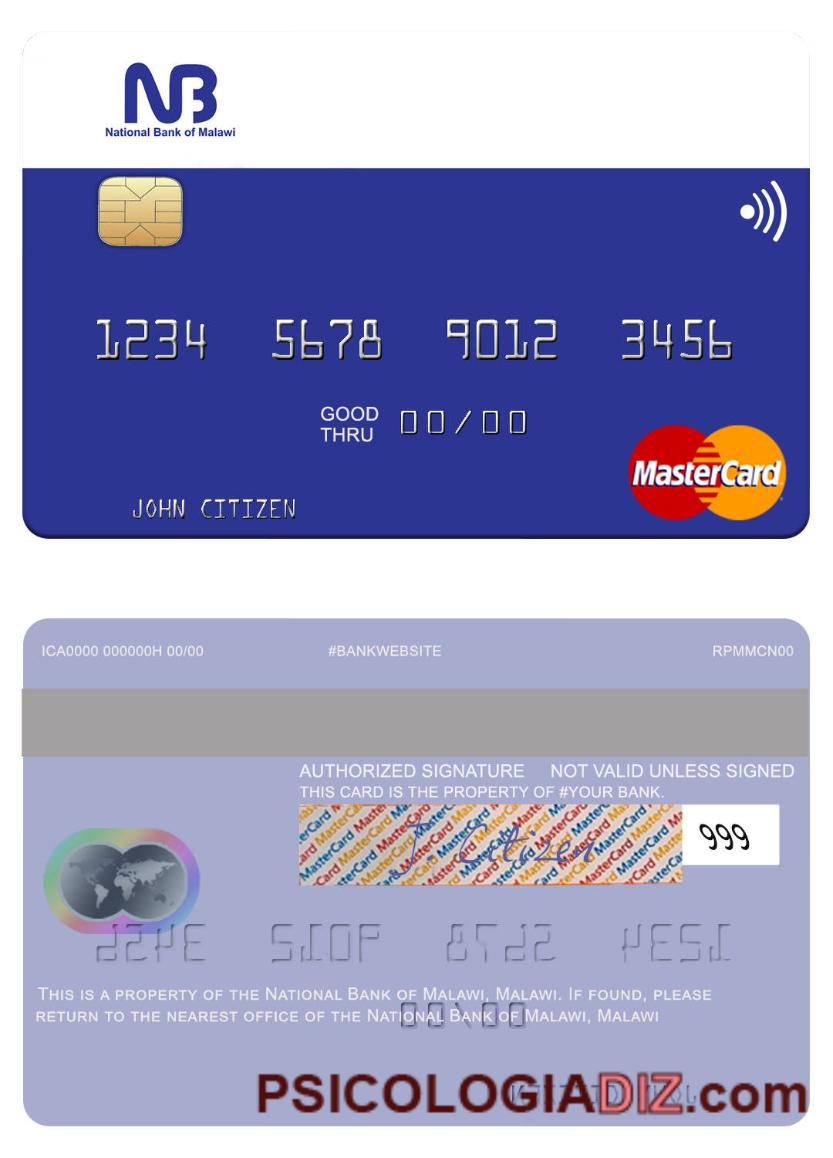 NB
National Bank of Malawi
1234 5678 9012 3456
GOOD THRU 00/00
JOHN CITIZEN
MasterCard
ICA0000 000000H 00/00 #BANKWEBSITE RPMMCN00
AUTHORIZED SIGNATURE NOT VALID UNLESS SIGNED
THIS CARD IS THE PROPERTY OF #YOUR BANK.
J. Citizen 999
THIS IS A PROPERTY OF THE NATIONAL BANK OF MALAWI, MALAWI. IF FOUND, PLEASE
RETURN TO THE NEAREST OFFICE OF THE NATIONAL BANK OF MALAWI, MALAWI
PSICOLOGIADIZ.com